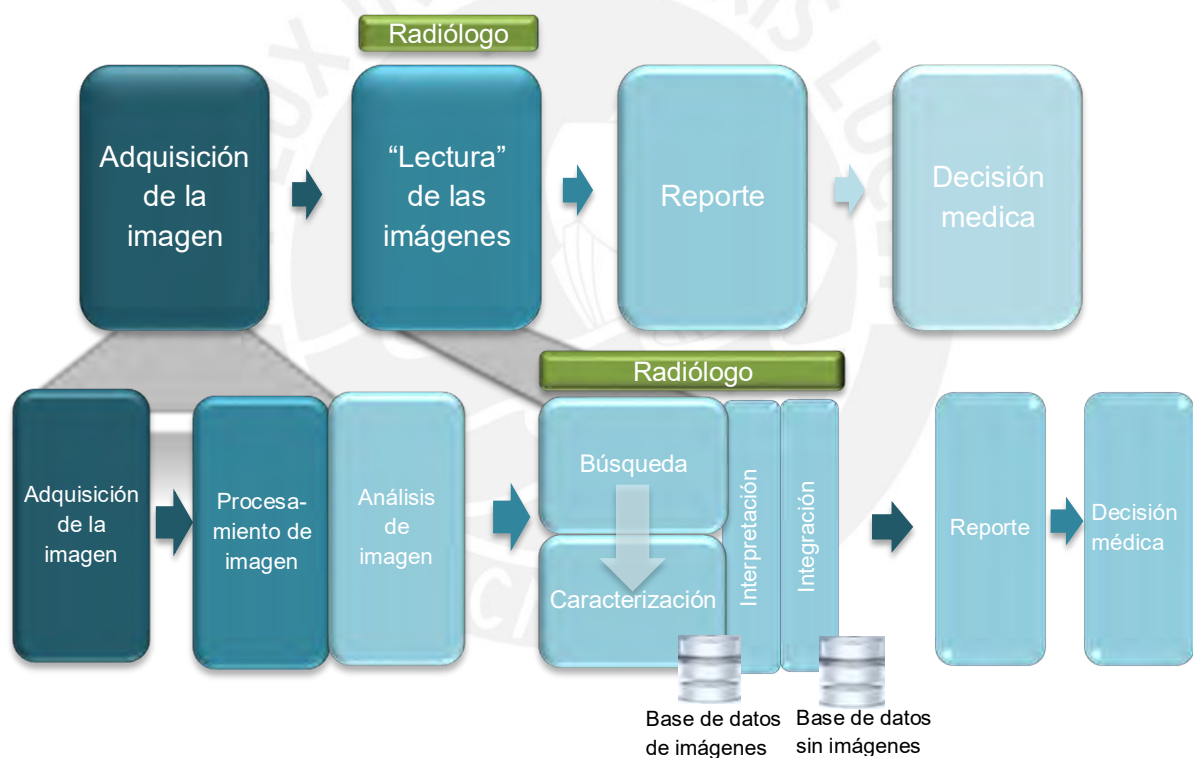 Radiólogo
Adquisición
de la
imagen
“Lectura”
de las
imágenes
Reporte
Decisión
medica
Radiólogo
Adquisición
de la
imagen
Procesa-
miento de
imagen
Análisis
de
imagen
Búsqueda
Caracterización
Interpretación
Integración
Reporte
Decisión
médica
Base de datos
de imágenes
Base de datos
sin imágenes